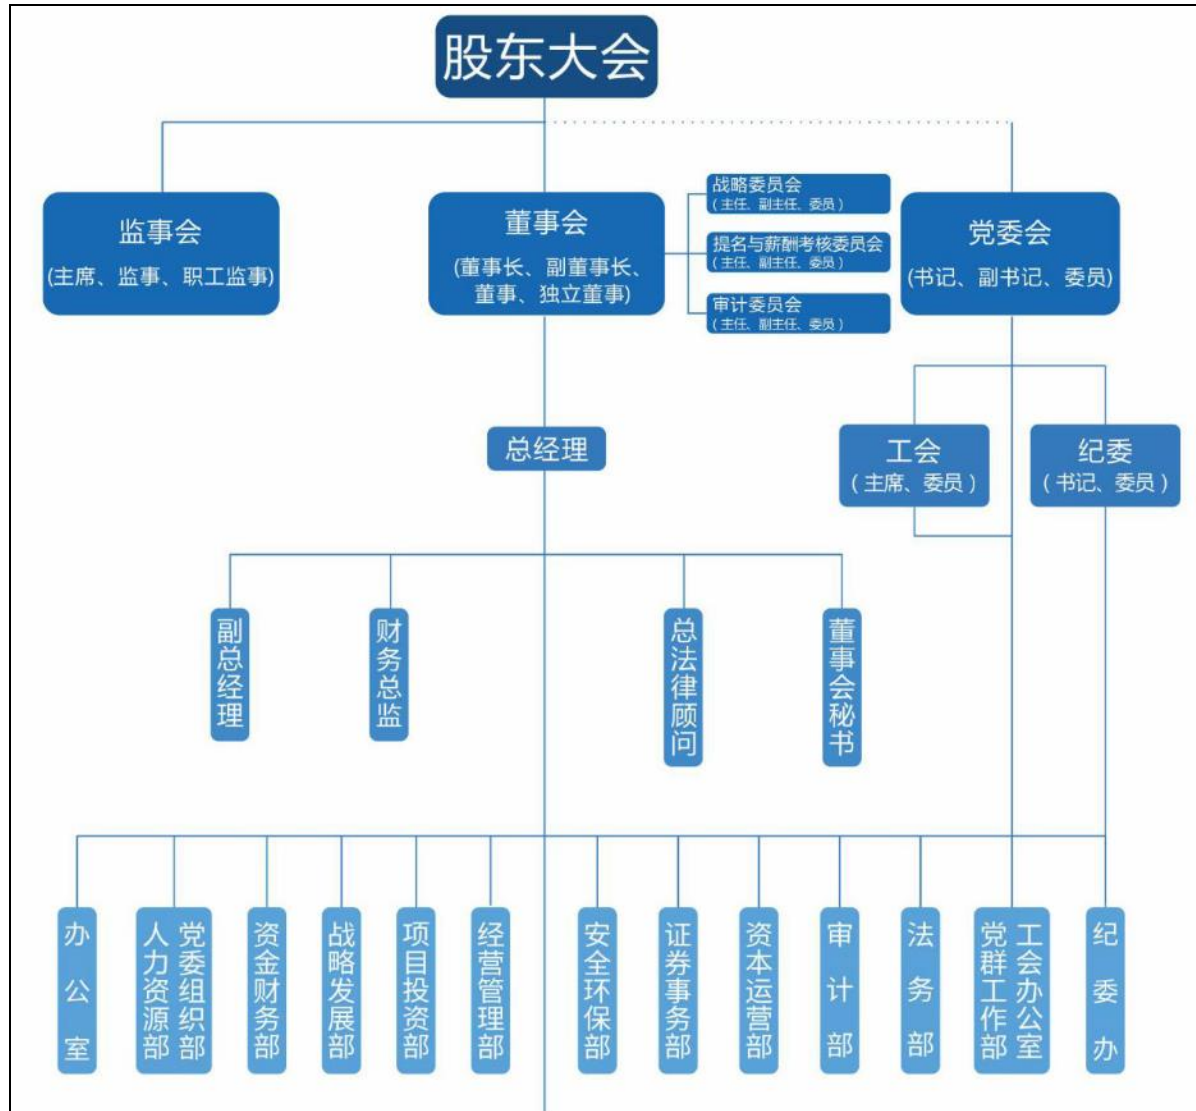 股东大会
监事会
(主席、监事、职工监事)
董事会
(董事长、副董事长、
董事、独立董事)
战略委员会
(主任、副主任、委员)
提名与薪酬考核委员会
(主任、副主任、委员)
审计委员会
(主任、副主任、委员)
党委会
(书记、副书记、委员)
总经理
工会
(主席、委员)
纪委
(书记、委员)
副总经理
财务总监
总法律顾问
董事会秘书
办公室
党委组织部
人力资源部
资金财务部
战略发展部
项目投资部
经营管理部
安全环保部
证券事务部
资本运营部
审计部
法务部
工会办公室
党群工作部
纪委办